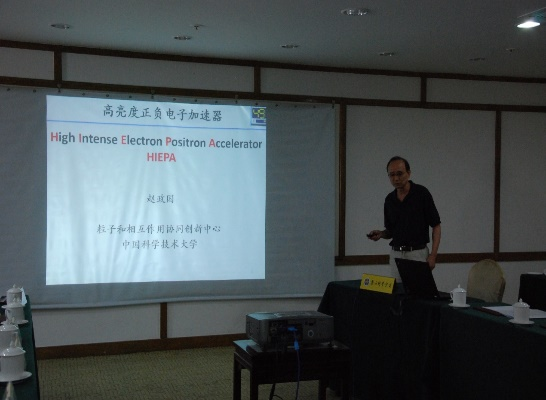 高亮度正负电子加速器
High Intense Electron Positron Accelerator
HIEPA
赵政国
粒子和相互作用协同创新中心
中国科学技术大学